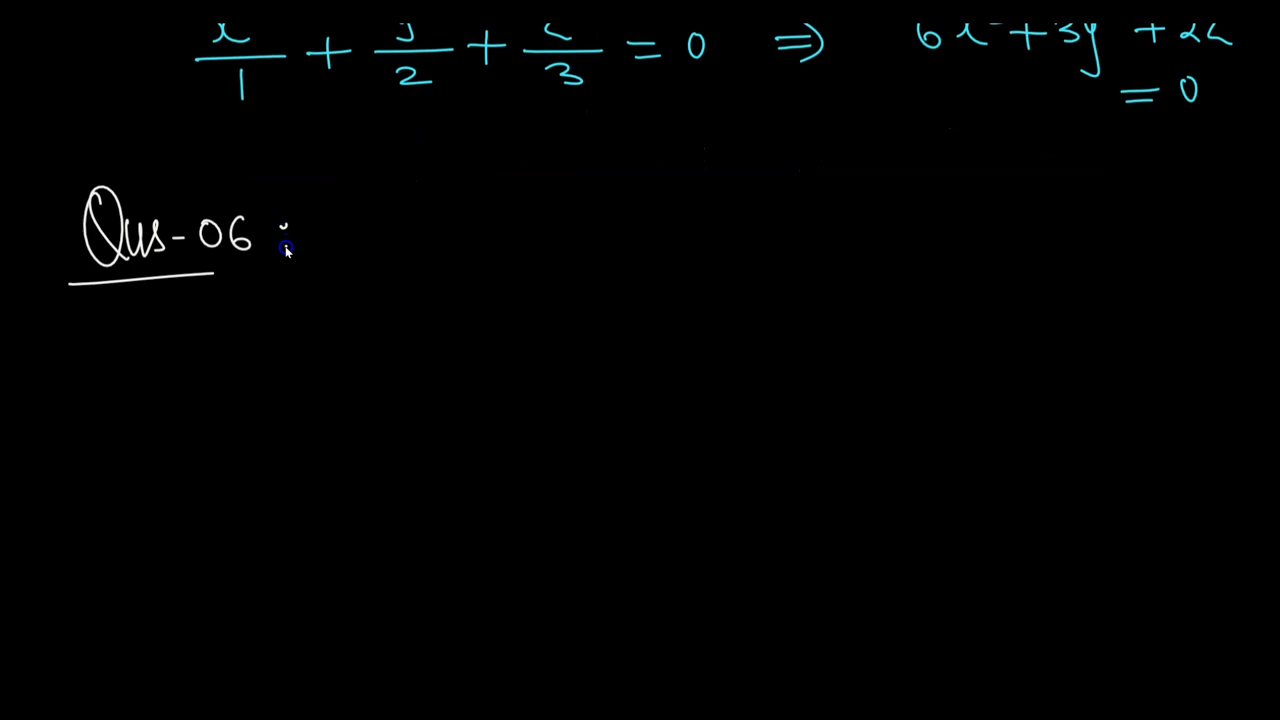 x/1 + y/2 + z/3 = 0 ⇒ 6x + 3y + 2z
= 0
Qus-06 :